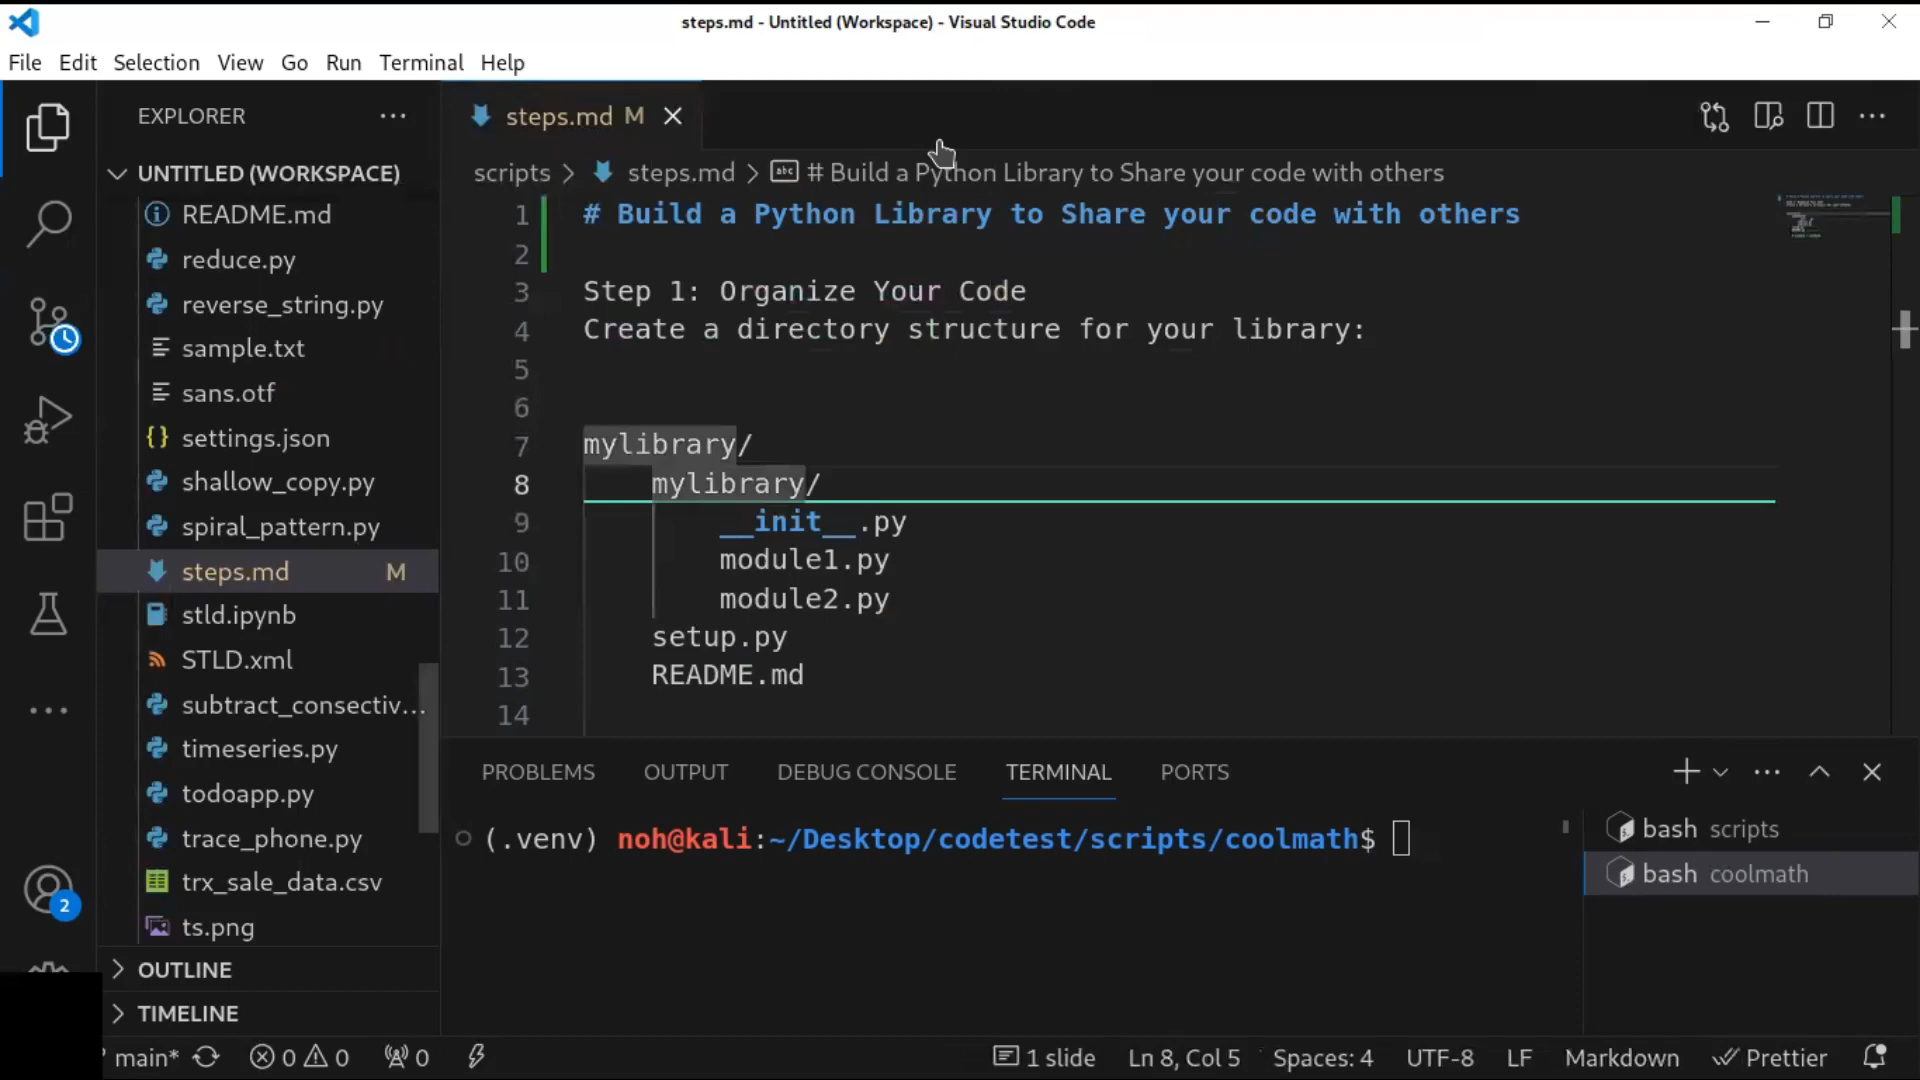 steps.md - Untitled (Workspace) - Visual Studio Code
File Edit Selection View Go Run Terminal Help
EXPLORER
UNTITLED (WORKSPACE)
README.md
reduce.py
reverse_string.py
sample.txt
sans.otf
settings.json
shallow_copy.py
spiral_pattern.py
steps.md M
stld.ipynb
STLD.xml
subtract_consectiv...
timeseries.py
todoapp.py
trace_phone.py
trx_sale_data.csv
ts.png
OUTLINE
TIMELINE
2
steps.md M
scripts > steps.md > # Build a Python Library to Share your code with others
1 # Build a Python Library to Share your code with others
2
3 Step 1: Organize Your Code
4 Create a directory structure for your library:
5
6
7 mylibrary/
8 mylibrary/
9 __init__.py
10 module1.py
11 module2.py
12 setup.py
13 README.md
14
PROBLEMS OUTPUT DEBUG CONSOLE TERMINAL PORTS
(.venv) noh@kali:~/Desktop/codetest/scripts/coolmath$
bash scripts
bash coolmath
main* 0 0 0 1 slide Ln 8, Col 5 Spaces: 4 UTF-8 LF Markdown Prettier